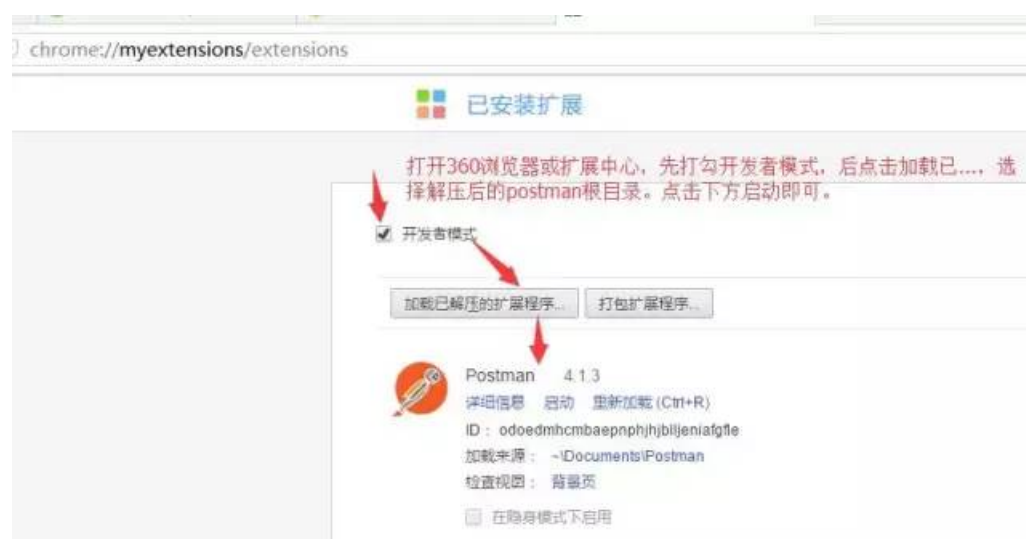 chrome://myextensions/extensions
已安装扩展
打开360浏览器或扩展中心，先打勾开发者模式，后点击加载已...，选
择解压后的postman根目录。点击下方启动即可。
开发者模式
加载已解压的扩展程序... 打包扩展程序...
Postman 4.1.3
详细信息 启动 重新加载 (Ctrl+R)
ID： odoedmhcmbaepnphjhjbiljeniafgfle
加载来源： ~\Documents\Postman
检查视图： 背景页
在隐身模式下启用